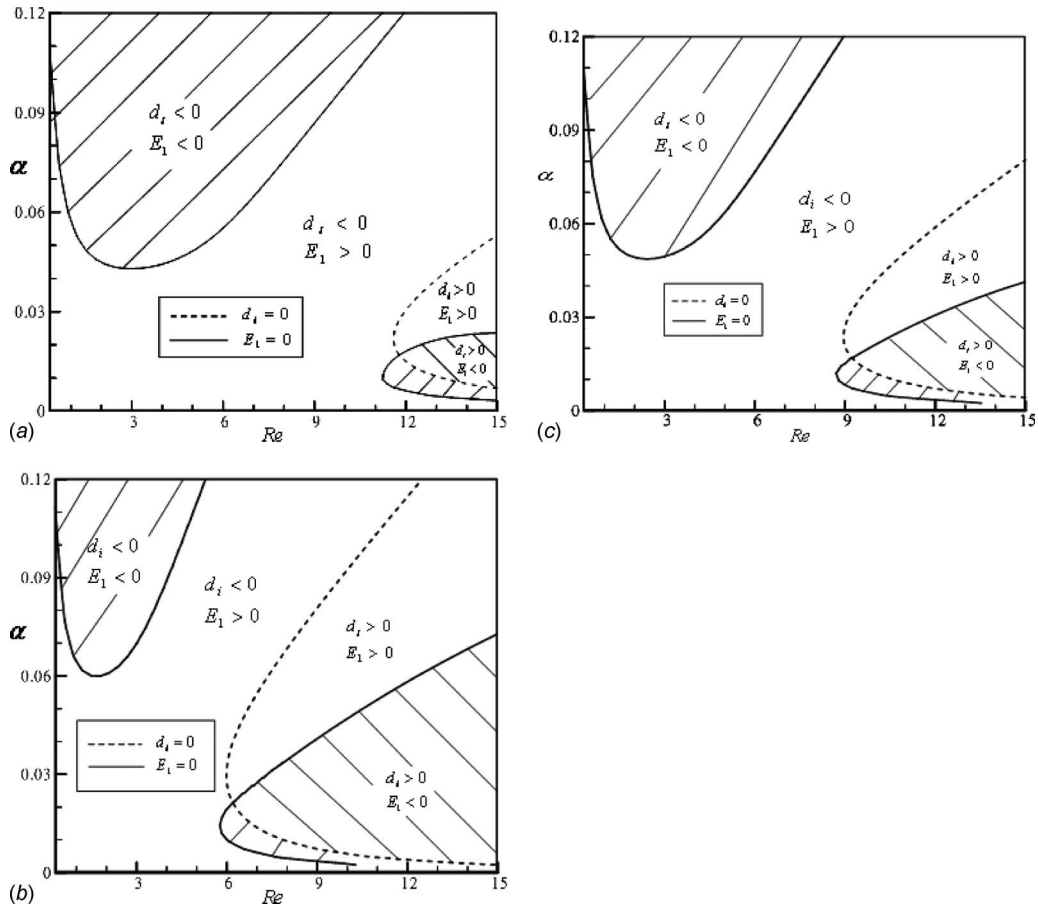 0.12
0.09
α
0.06
0.03
0
d_i < 0
E_1 < 0
d_i < 0
E_1 > 0
d_i > 0
E_1 > 0
d_i > 0
E_1 < 0
d_i = 0
E_1 = 0
3 6 9 12 15
(a) Re
0.12
0.09
α
0.06
0.03
0
d_i < 0
E_1 < 0
d_i < 0
E_1 > 0
d_i > 0
E_1 > 0
d_i > 0
E_1 < 0
d_i = 0
E_1 = 0
3 6 9 12 15
(c) Re
0.12
0.09
α
0.06
0.03
0
d_i < 0
E_1 < 0
d_i < 0
E_1 > 0
d_i > 0
E_1 > 0
d_i > 0
E_1 < 0
d_i = 0
E_1 = 0
3 6 9 12 15
(b) Re